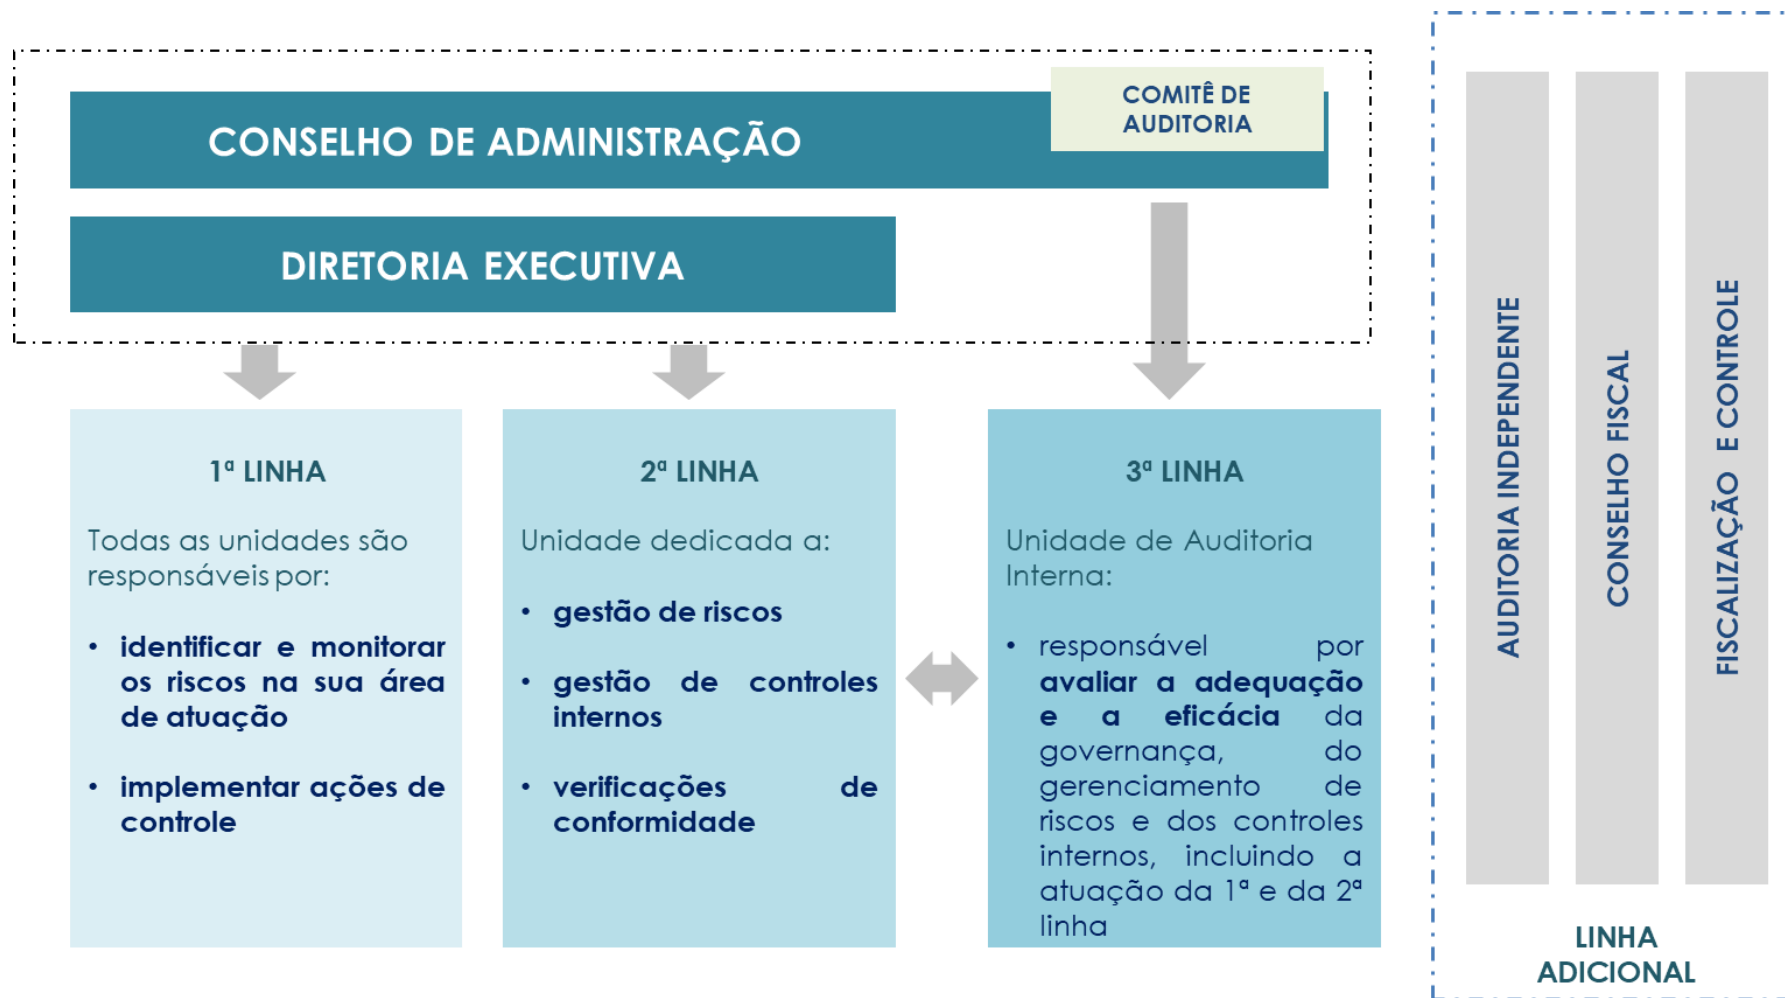 CONSELHO DE ADMINISTRAÇÃO
COMITÊ DE
AUDITORIA
DIRETORIA EXECUTIVA
1ª LINHA
Todas as unidades são
responsáveis por:
• identificar e monitorar
os riscos na sua área
de atuação
• implementar ações de
controle
2ª LINHA
Unidade dedicada a:
• gestão de riscos
• gestão de controles
internos
• verificações de
conformidade
3ª LINHA
Unidade de Auditoria
Interna:
• responsável por
avaliar a adequação
e a eficácia da
governança, do
gerenciamento de
riscos e dos controles
internos, incluindo a
atuação da 1ª e da 2ª
linha
AUDITORIA INDEPENDENTE
CONSELHO FISCAL
FISCALIZAÇÃO E CONTROLE
LINHA
ADICIONAL